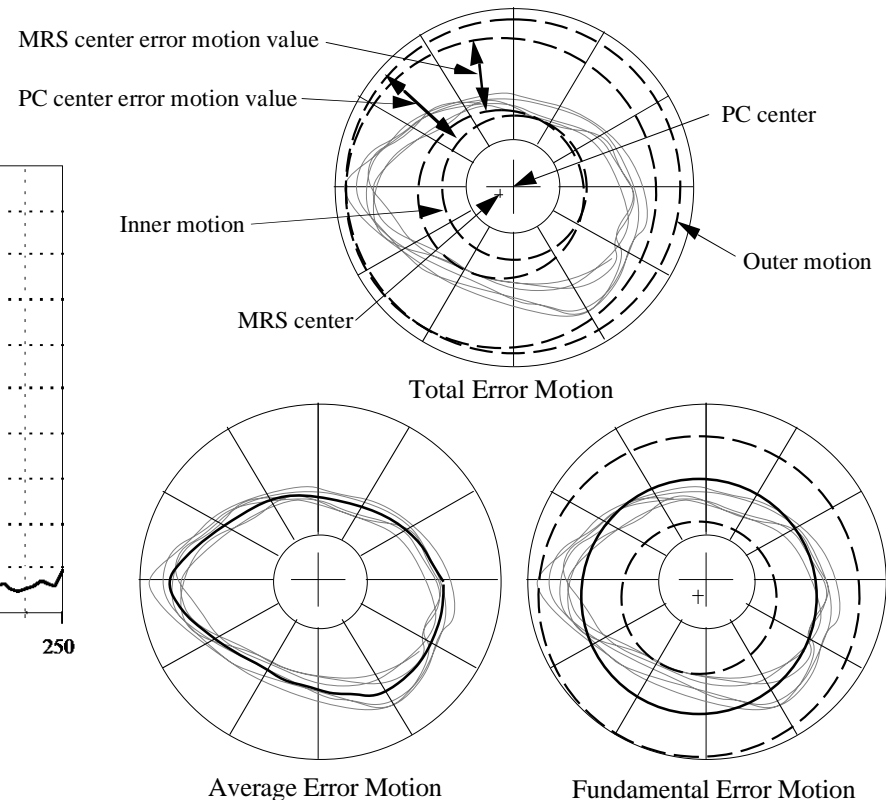 MRS center error motion value
PC center error motion value
PC center
Inner motion
Outer motion
MRS center
Total Error Motion
250
Average Error Motion
Fundamental Error Motion